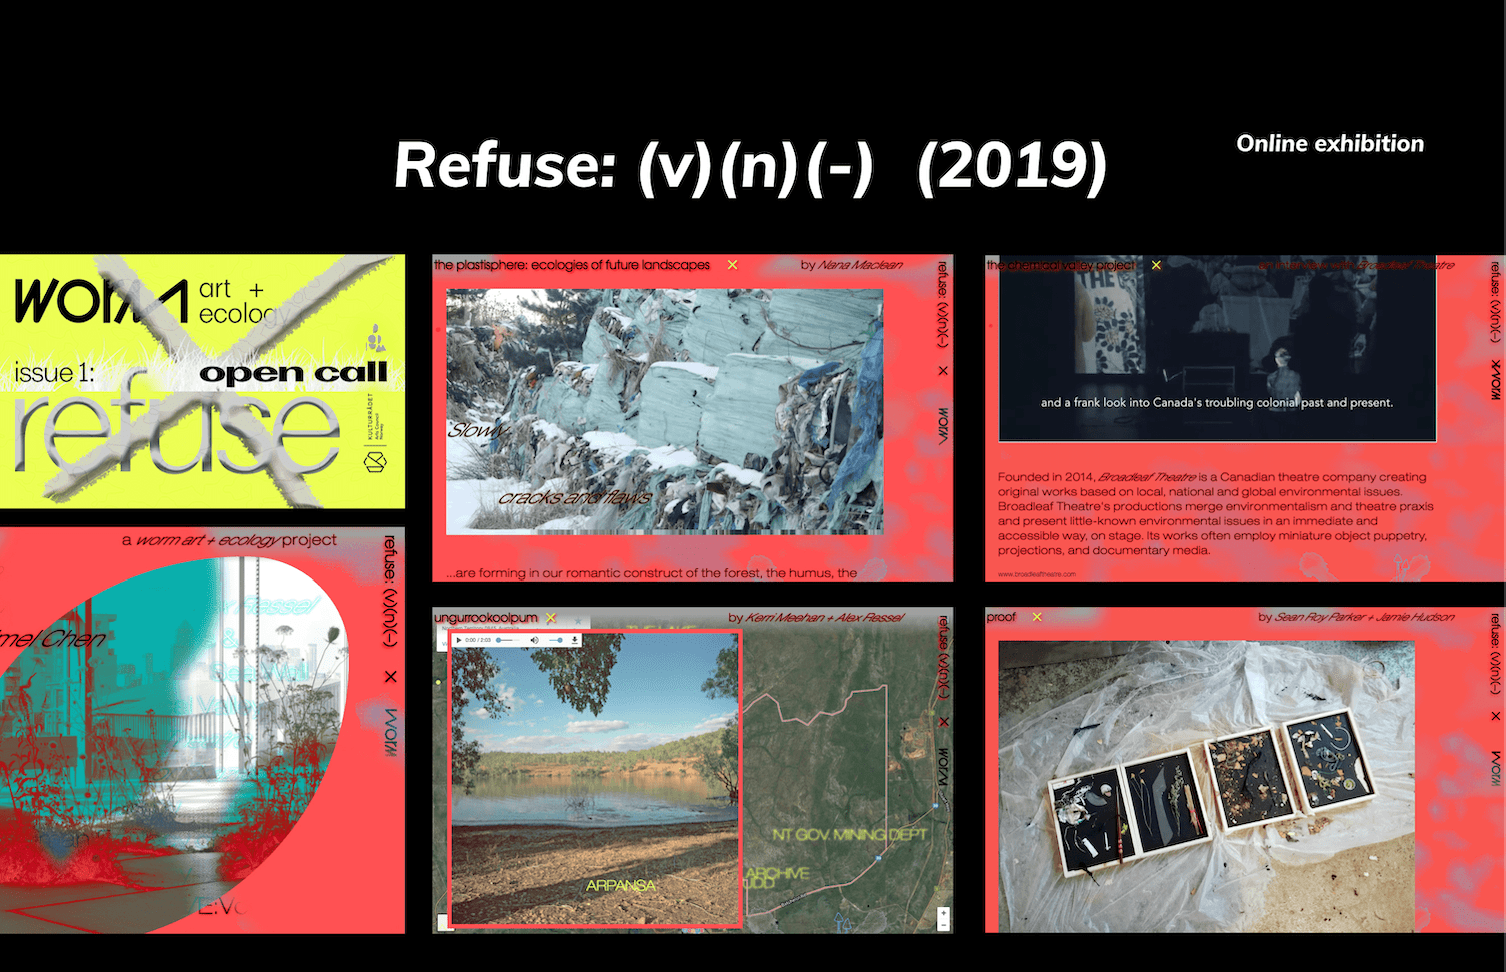 Refuse: (v)(n)(-) (2019)
Online exhibition
worm art +
ecology
issue 1: open call
refuse
KULTURRÅDET
Arts Council
Norway
the plastisphere: ecologies of future landscapes × by Nana Maclean
refuse: (v)(n)(-) × worm
Slowly
cracks and flaws
...are forming in our romantic construct of the forest, the humus, the
the chemical valley project × Broadleaf Theatre
refuse: (v)(n)(-) × worm
and a frank look into Canada's troubling colonial past and present.
Founded in 2014, Broadleaf Theatre is a Canadian theatre company creating
original works based on local, national and global environmental issues.
Broadleaf Theatre's productions merge environmentalism and theatre praxis
and present little-known environmental issues in an immediate and
accessible way, on stage. Its works often employ miniature object puppetry,
projections, and documentary media.
www.broadleaftheatre.com
a worm art + ecology project
refuse: (v)(n)(-) × worm
mel Chen
ungurrookoolpum × by Kerri Meehan + Alex Ressel
refuse (v)(n)(-) × worm
0:00 / 2:03
NT GOV. MINING DEPT
ARCHIVE
ARPANSA
proof × by Sean Roy Parker + Jamie Hudson
refuse: (v)(n)(-) × worm